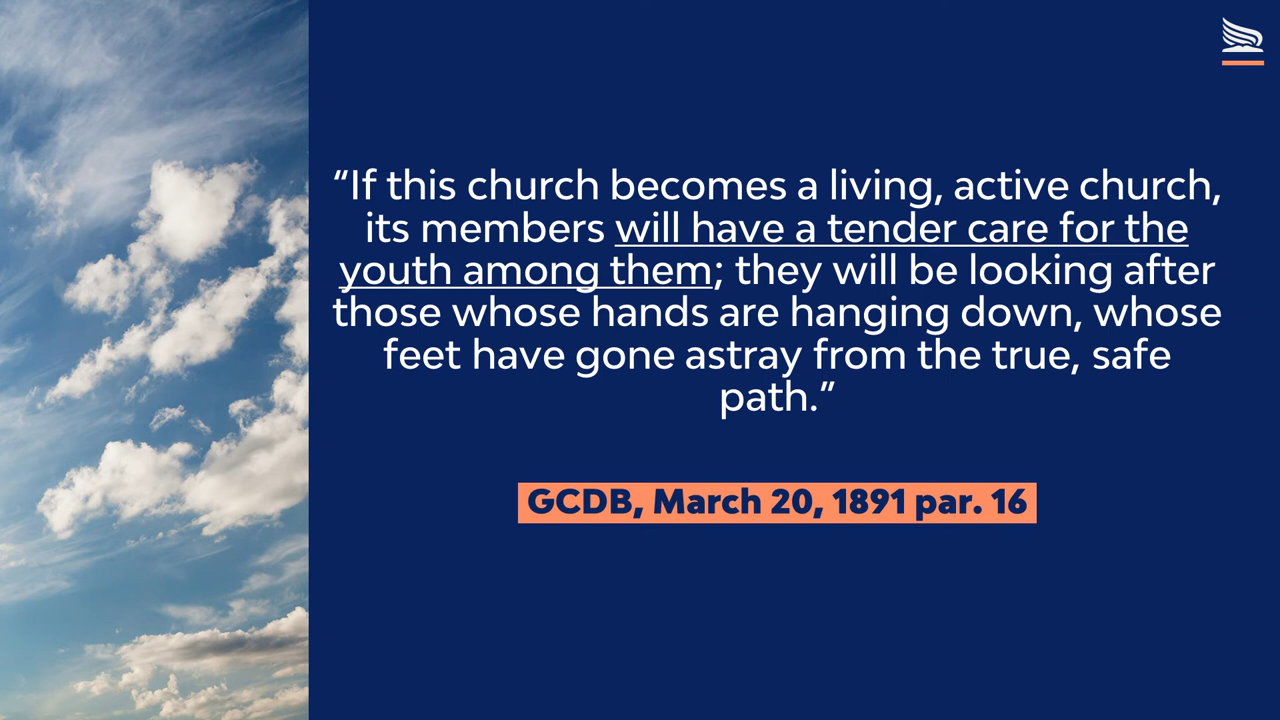 “If this church becomes a living, active church,
its members will have a tender care for the
youth among them; they will be looking after
those whose hands are hanging down, whose
feet have gone astray from the true, safe
path.”
GCDB, March 20, 1891 par. 16